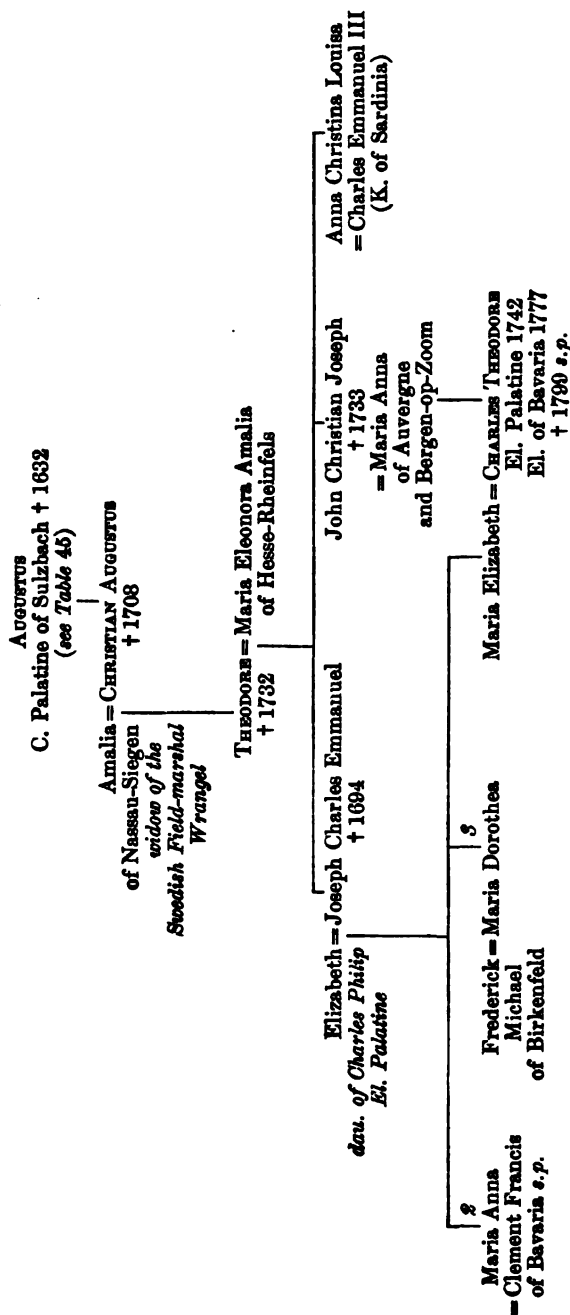 AUGUSTUS
C. Palatine of Sulzbach † 1632
(see Table 45)
Amalia = CHRISTIAN AUGUSTUS
of Nassau-Siegen † 1708
widow of the
Swedish Field-marshal
Wrangel
THEODORE = Maria Eleonora Amalia
† 1732 of Hesse-Rheinfels
Elizabeth = Joseph Charles Emmanuel
dau. of Charles Philip † 1694
El. Palatine
John Christian Joseph
† 1733
= Maria Anna
of Auvergne
and Bergen-op-Zoom
Anna Christina Louisa
= Charles Emmanuel III
(K. of Sardinia)
2
Maria Anna
= Clement Francis
of Bavaria s.p.
3
Frederick = Maria Dorothea
Michael
of Birkenfeld
Maria Elizabeth = CHARLES THEODORE
El. Palatine 1742
El. of Bavaria 1777
† 1799 s.p.